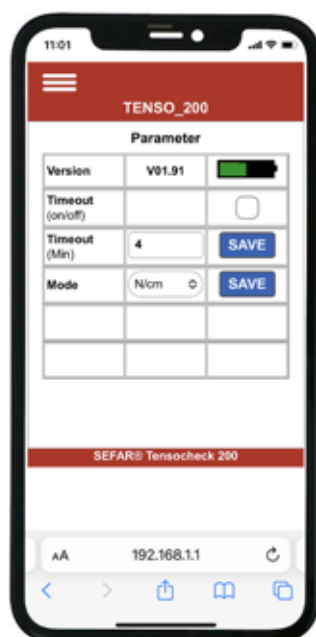 11:01
TENSO_200
Parameter
Version V01.91
Timeout
(on/off)
Timeout
(Min) 4 SAVE
Mode N/cm SAVE
SEFAR® Tensocheck 200
AA 192.168.1.1